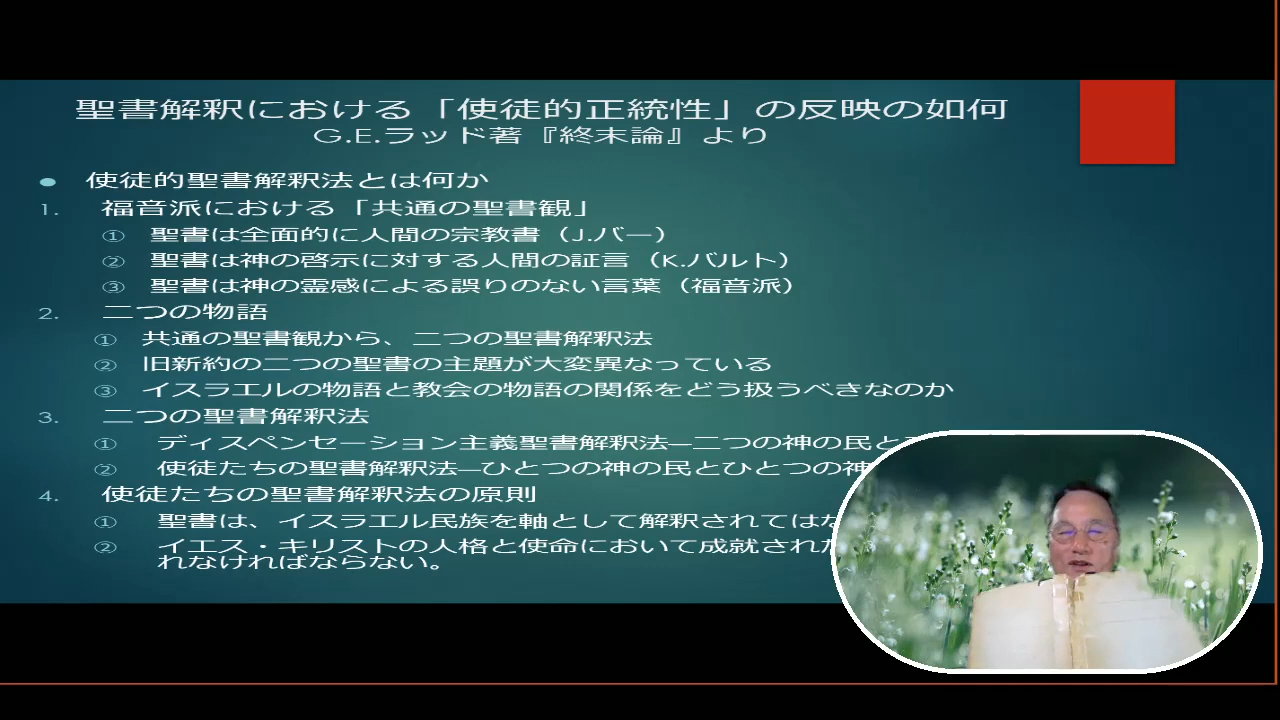 聖書解釈における「使徒的正統性」の反映の如何
G.E.ラッド著『終末論』より
● 使徒的聖書解釈法とは何か
1. 福音派における「共通の聖書観」
① 聖書は全面的に人間の宗教書（J.バー）
② 聖書は神の啓示に対する人間の証言（K.バルト）
③ 聖書は神の霊感による誤りのない言葉（福音派）
2. 二つの物語
① 共通の聖書観から、二つの聖書解釈法
② 旧新約の二つの聖書の主題が大変異なっている
③ イスラエルの物語と教会の物語の関係をどう扱うべきなのか
3. 二つの聖書解釈法
① ディスペンセーション主義聖書解釈法―二つの神の民と
② 使徒たちの聖書解釈法―ひとつの神の民とひとつの神
4. 使徒たちの聖書解釈法の原則
① 聖書は、イスラエル民族を軸として解釈されてはな
② イエス・キリストの人格と使命において成就された
れなければならない。